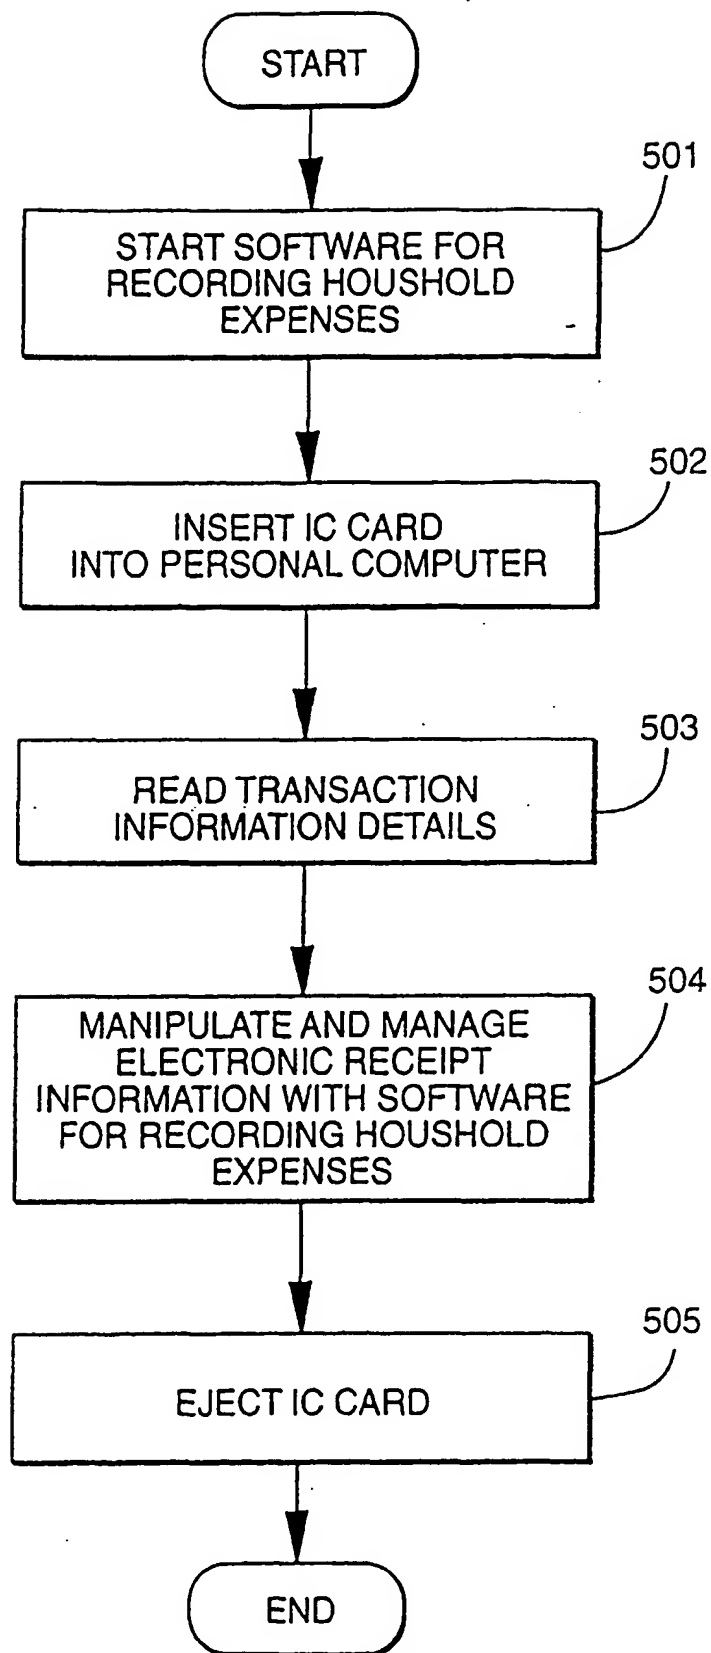 START
501
START SOFTWARE FOR
RECORDING HOUSHOLD
EXPENSES
502
INSERT IC CARD
INTO PERSONAL COMPUTER
503
READ TRANSACTION
INFORMATION DETAILS
504
MANIPULATE AND MANAGE
ELECTRONIC RECEIPT
INFORMATION WITH SOFTWARE
FOR RECORDING HOUSHOLD
EXPENSES
505
EJECT IC CARD
END